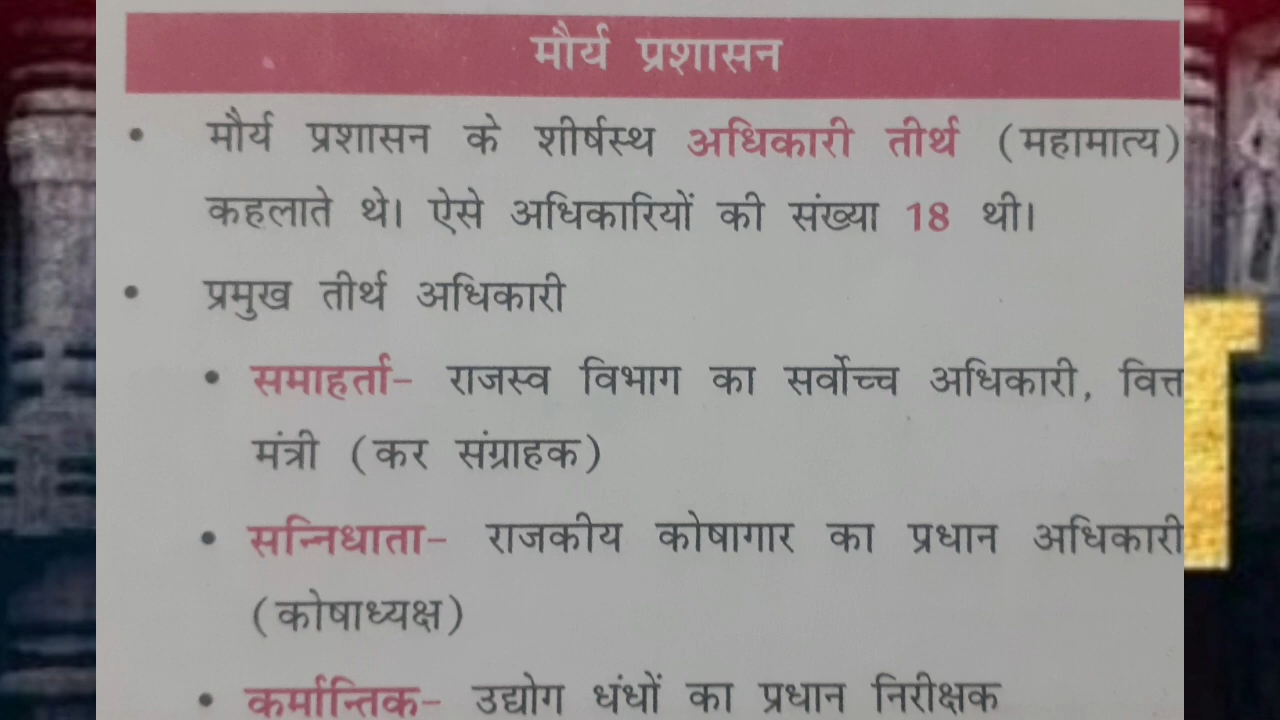 मौर्य प्रशासन
• मौर्य प्रशासन के शीर्षस्थ अधिकारी तीर्थ (महामात्य)
कहलाते थे। ऐसे अधिकारियों की संख्या 18 थी।
• प्रमुख तीर्थ अधिकारी
• समाहर्ता- राजस्व विभाग का सर्वोच्च अधिकारी, वित्त
मंत्री (कर संग्राहक)
• सन्निधाता- राजकीय कोषागार का प्रधान अधिकारी
(कोषाध्यक्ष)
• कर्मान्तिक- उद्योग धंधों का प्रधान निरीक्षक